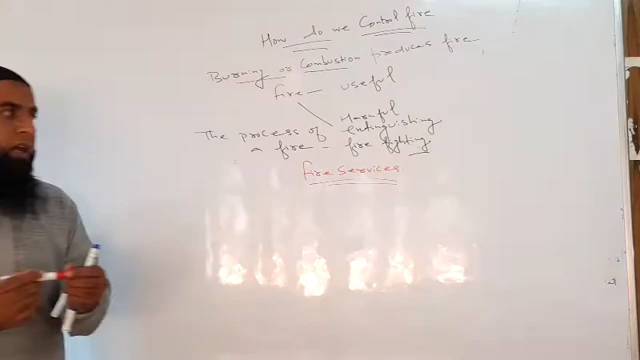 How do we Control fire
Burning or Combustion produces fire
fire — useful
Harmful
The process of extinguishing
a fire - fire fighting
fire Services